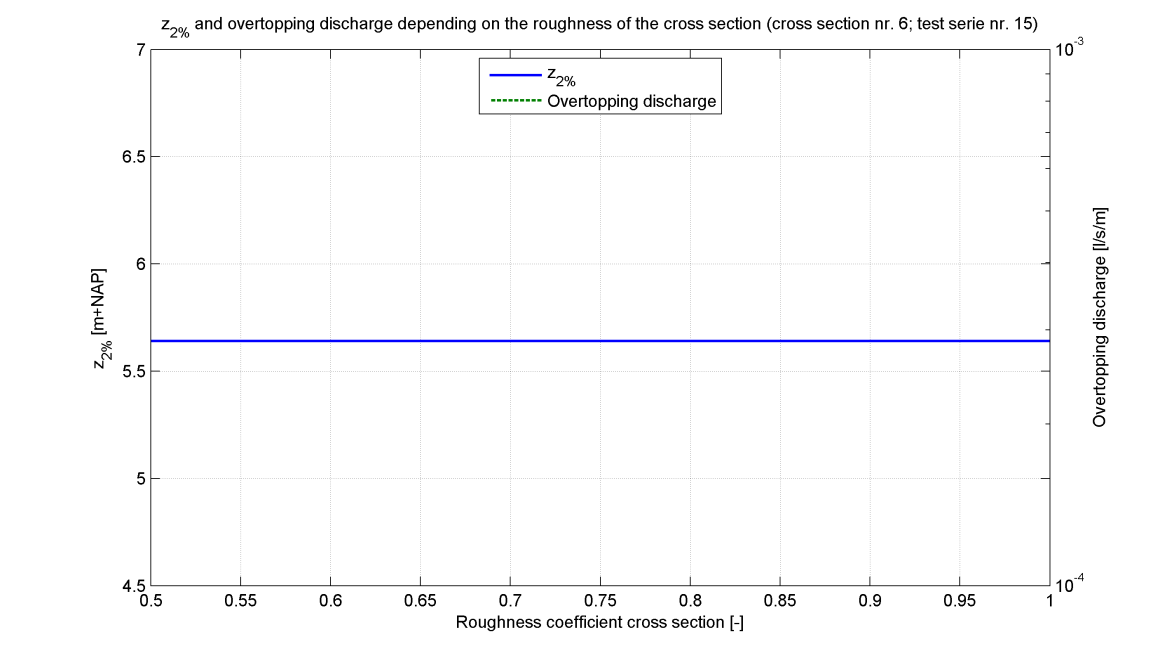 z2% and overtopping discharge depending on the roughness of the cross section (cross section nr. 6; test serie nr. 15)
z2%
Overtopping discharge
7
6.5
6
5.5
5
4.5
z2% [m+NAP]
10-3
10-4
Overtopping discharge [l/s/m]
0.5 0.55 0.6 0.65 0.7 0.75 0.8 0.85 0.9 0.95 1
Roughness coefficient cross section [-]